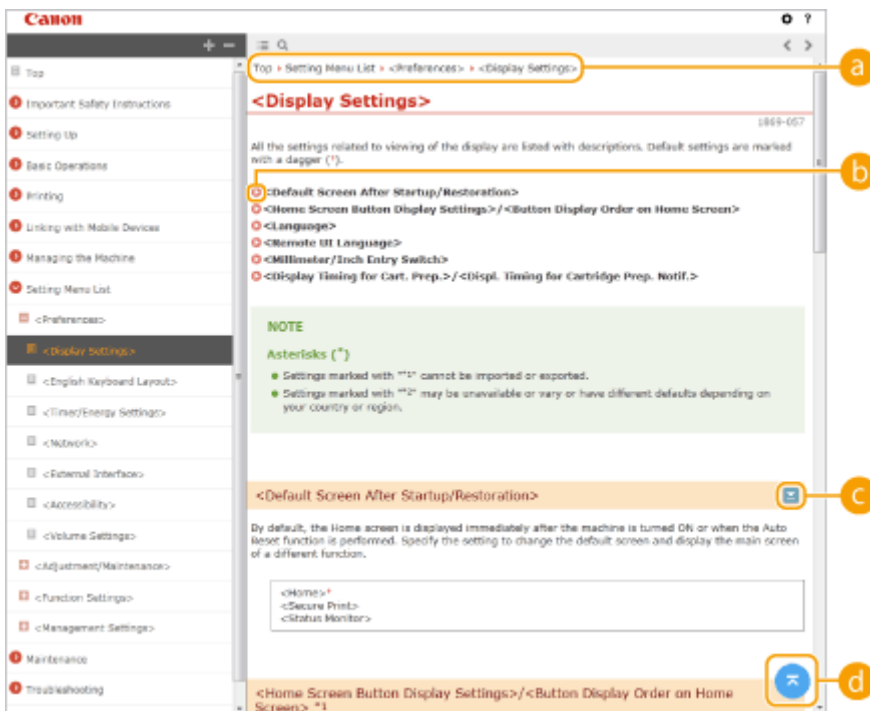 Canon
?
+ −
< >
Top
Important Safety Instructions
Setting Up
Basic Operations
Printing
Linking with Mobile Devices
Managing the Machine
Setting Menu List
<Preferences>
<Display Settings>
<English Keyboard Layout>
<Timer/Energy Settings>
<Network>
<External Interface>
<Accessibility>
<Volume Settings>
<Adjustment/Maintenance>
<Function Settings>
<Management Settings>
Maintenance
Troubleshooting
Top › Setting Menu List › <Preferences> › <Display Settings>
a
<Display Settings>
1869-057
All the settings related to viewing of the display are listed with descriptions. Default settings are marked
with a dagger (†).
b
<Default Screen After Startup/Restoration>
<Home Screen Button Display Settings>/<Button Display Order on Home Screen>
<Language>
<Remote UI Language>
<Millimeter/Inch Entry Switch>
<Display Timing for Cart. Prep.>/<Displ. Timing for Cartridge Prep. Notif.>
NOTE
Asterisks (*)
Settings marked with "*1" cannot be imported or exported.
Settings marked with "*2" may be unavailable or vary or have different defaults depending on
your country or region.
<Default Screen After Startup/Restoration>
c
By default, the Home screen is displayed immediately after the machine is turned ON or when the Auto
Reset function is performed. Specify the setting to change the default screen and display the main screen
of a different function.
<Home>†
<Secure Print>
<Status Monitor>
d
<Home Screen Button Display Settings>/<Button Display Order on Home
Screen> *1